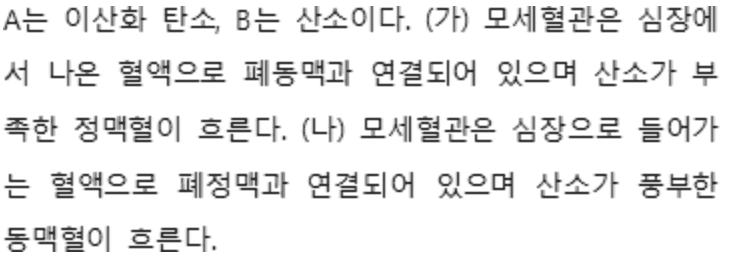 A는 이산화 탄소, B는 산소이다. (가) 모세혈관은 심장에
서 나온 혈액으로 폐동맥과 연결되어 있으며 산소가 부
족한 정맥혈이 흐른다. (나) 모세혈관은 심장으로 들어가
는 혈액으로 폐정맥과 연결되어 있으며 산소가 풍부한
동맥혈이 흐른다.